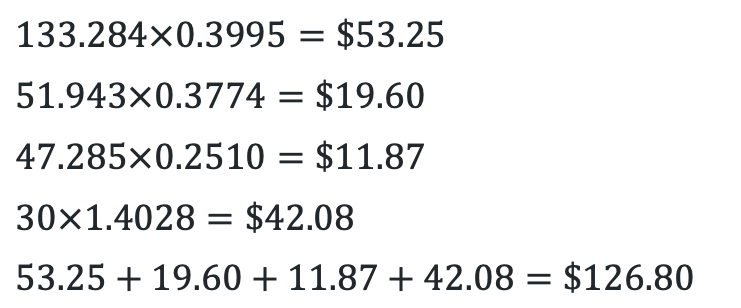 133.284×0.3995 = $53.25
51.943×0.3774 = $19.60
47.285×0.2510 = $11.87
30×1.4028 = $42.08
53.25 + 19.60 + 11.87 + 42.08 = $126.80